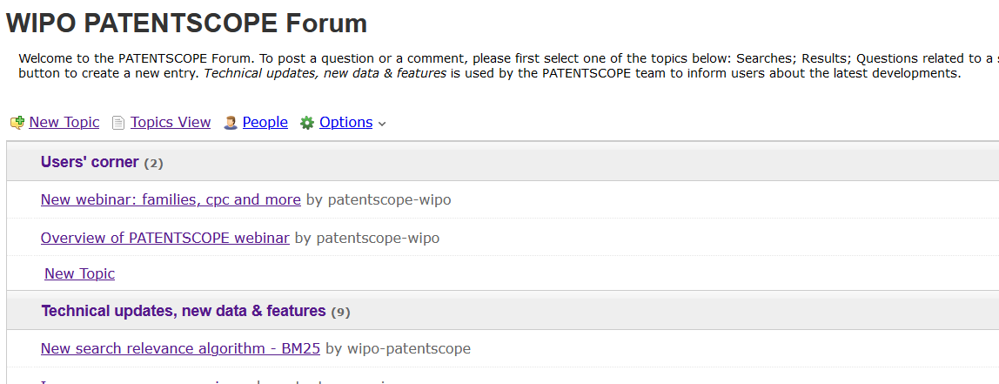 WIPO PATENTSCOPE Forum
Welcome to the PATENTSCOPE Forum. To post a question or a comment, please first select one of the topics below: Searches; Results; Questions related to a
button to create a new entry. Technical updates, new data & features is used by the PATENTSCOPE team to inform users about the latest developments.
New Topic Topics View People Options
Users' corner (2)
New webinar: families, cpc and more by patentscope-wipo
Overview of PATENTSCOPE webinar by patentscope-wipo
New Topic
Technical updates, new data & features (9)
New search relevance algorithm - BM25 by wipo-patentscope